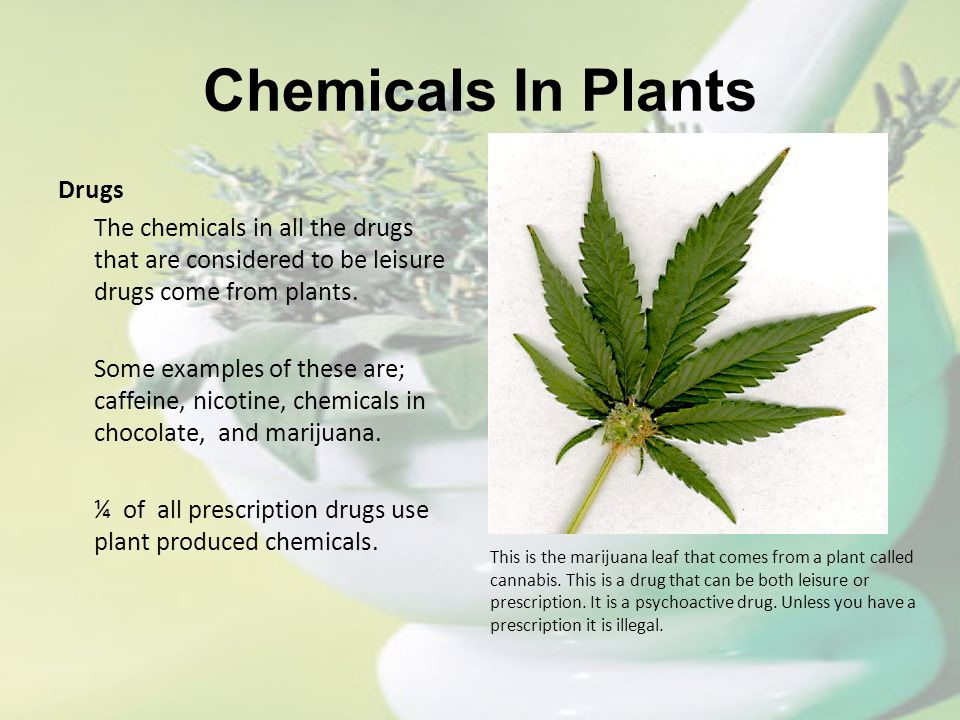 Chemicals In Plants
Drugs
The chemicals in all the drugs
that are considered to be leisure
drugs come from plants.
Some examples of these are;
caffeine, nicotine, chemicals in
chocolate,  and marijuana.
¼  of  all prescription drugs use
plant produced chemicals.
This is the marijuana leaf that comes from a plant called
cannabis. This is a drug that can be both leisure or
prescription. It is a psychoactive drug. Unless you have a
prescription it is illegal.